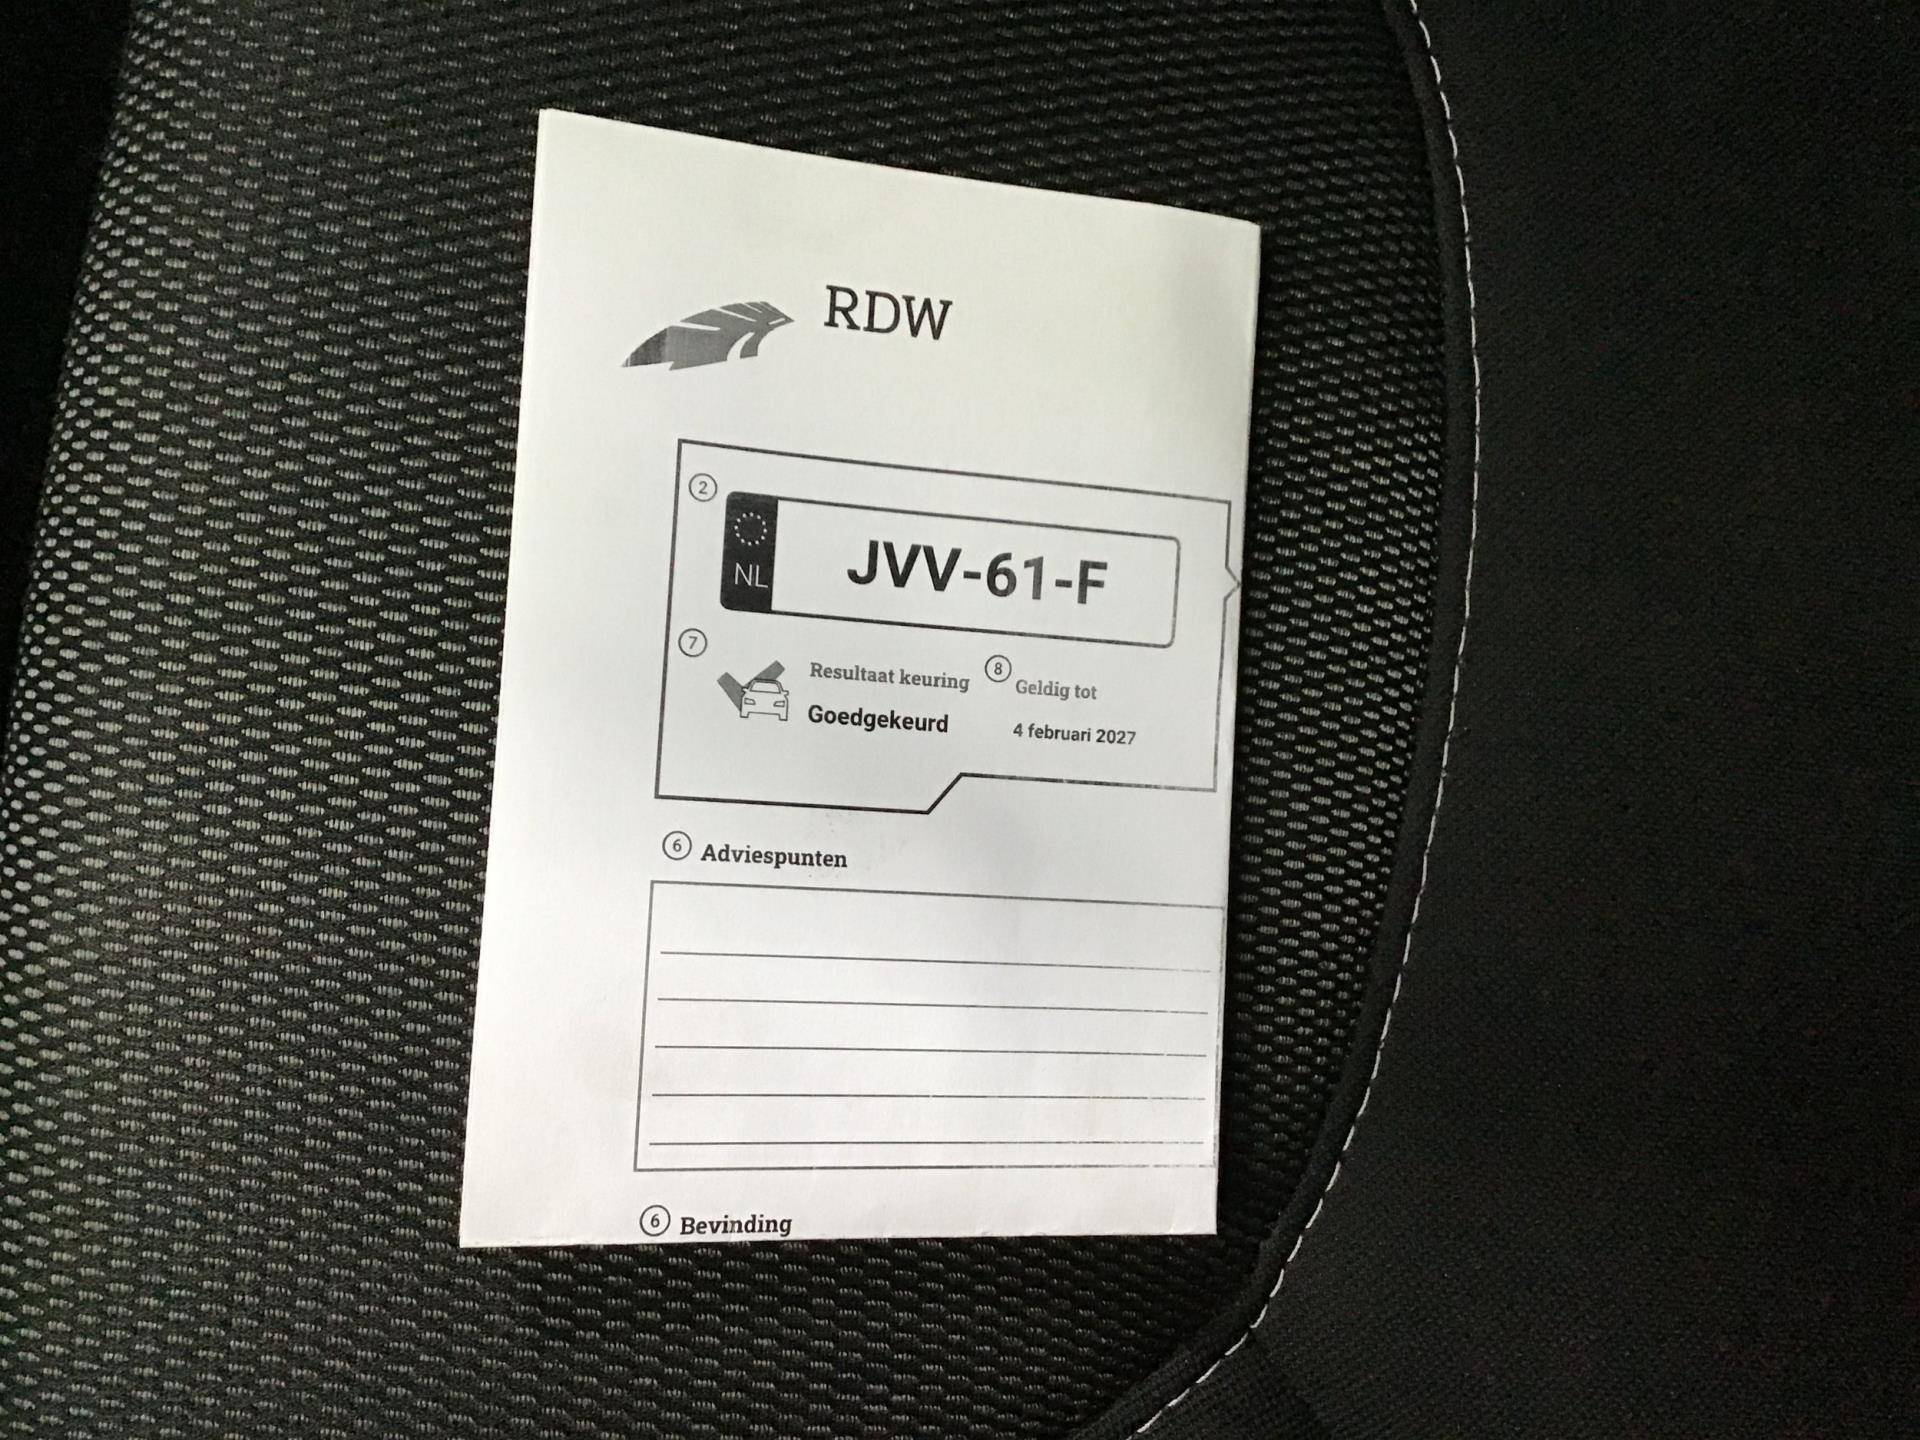 RDW
2
NL JVV-61-F
7 Resultaat keuring 8 Geldig tot
Goedgekeurd 4 februari 2027
6 Adviespunten
6 Bevinding